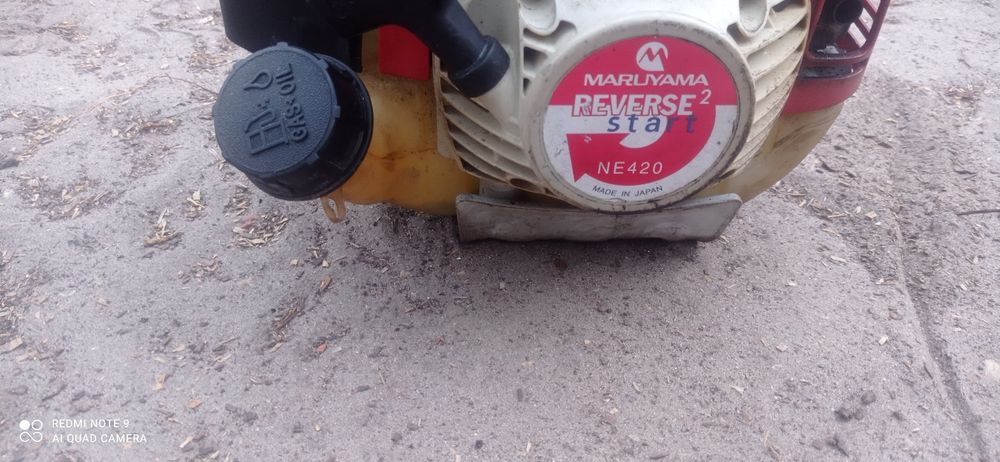 GAS+OIL
MARUYAMA
REVERSE²
start
NE420
MADE IN JAPAN
REDMI NOTE 9
AI QUAD CAMERA